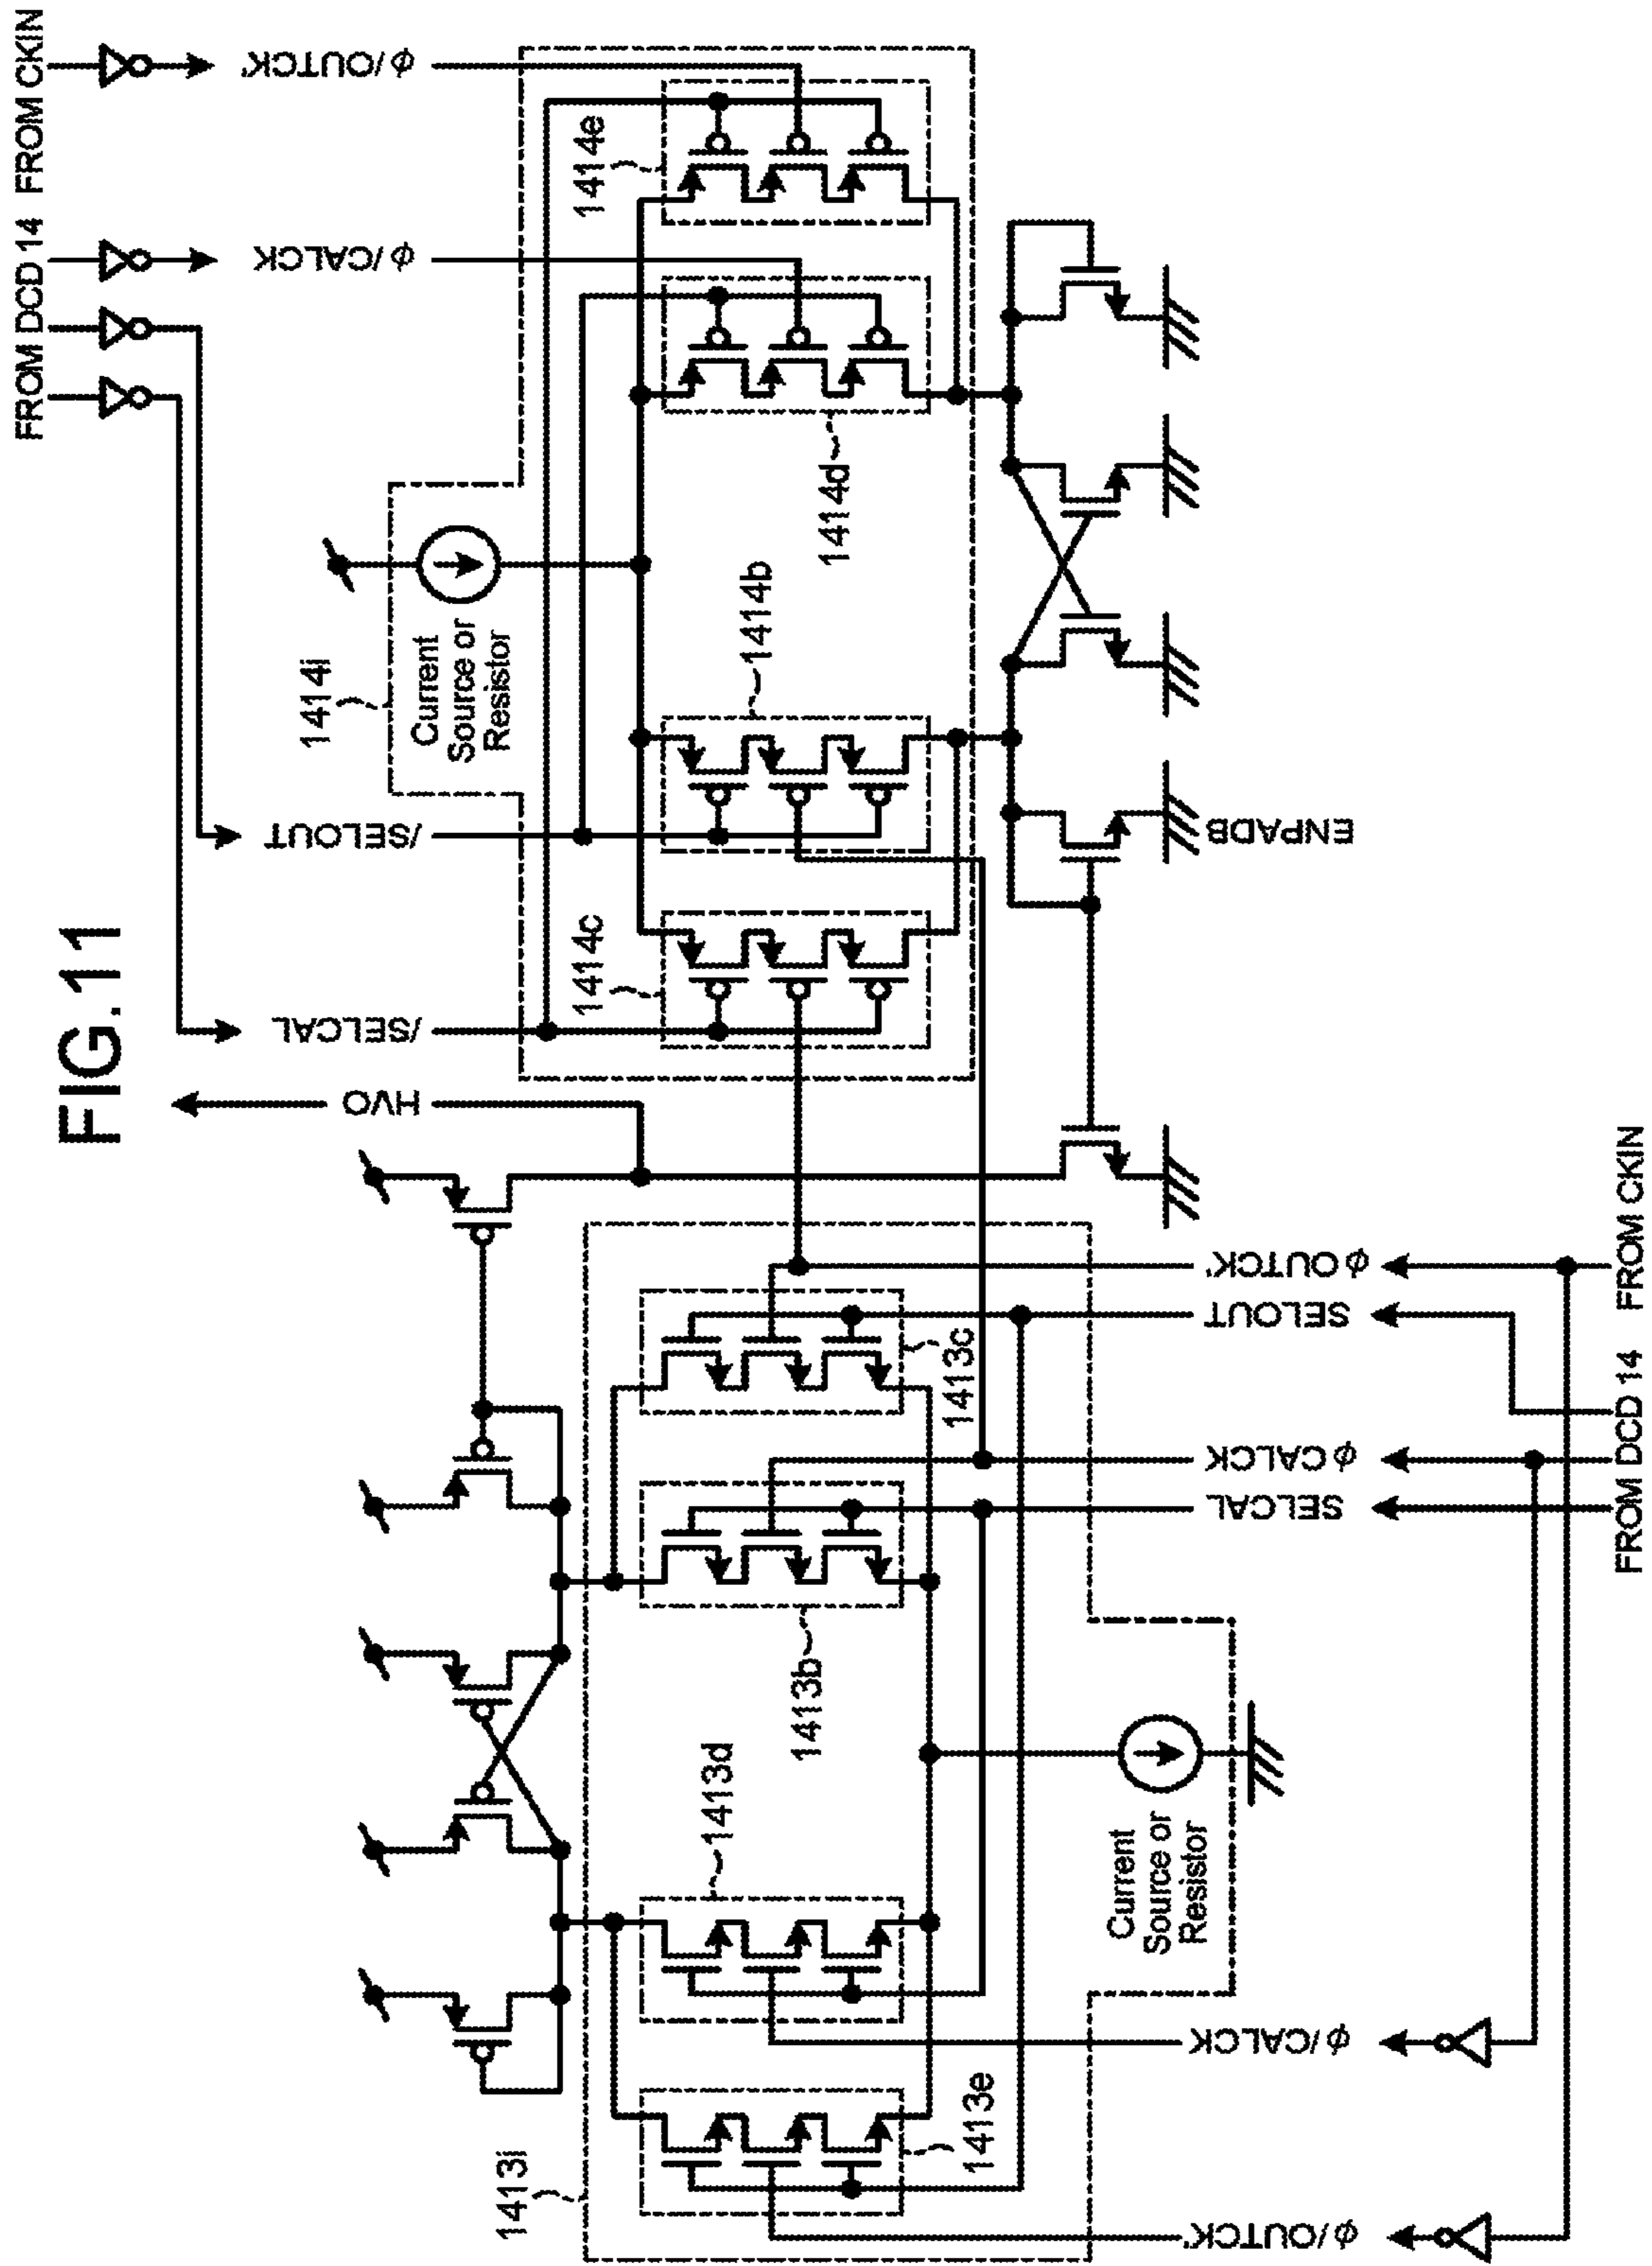 FIG.11
FROM DCD 14
FROM CKIN
φ/OUTCK'
φ/CALCK
/SELOUT
/SELCAL
HVO
1414i
Current
Source or
Resistor
1414c
1414b
1414d
1414e
ENPADB
1413i
1413e
1413d
1413b
1413c
Current
Source or
Resistor
φ/OUTCK'
φ/CALCK
SELCAL
φCALCK
SELOUT
φOUTCK'
FROM DCD 14
FROM CKIN